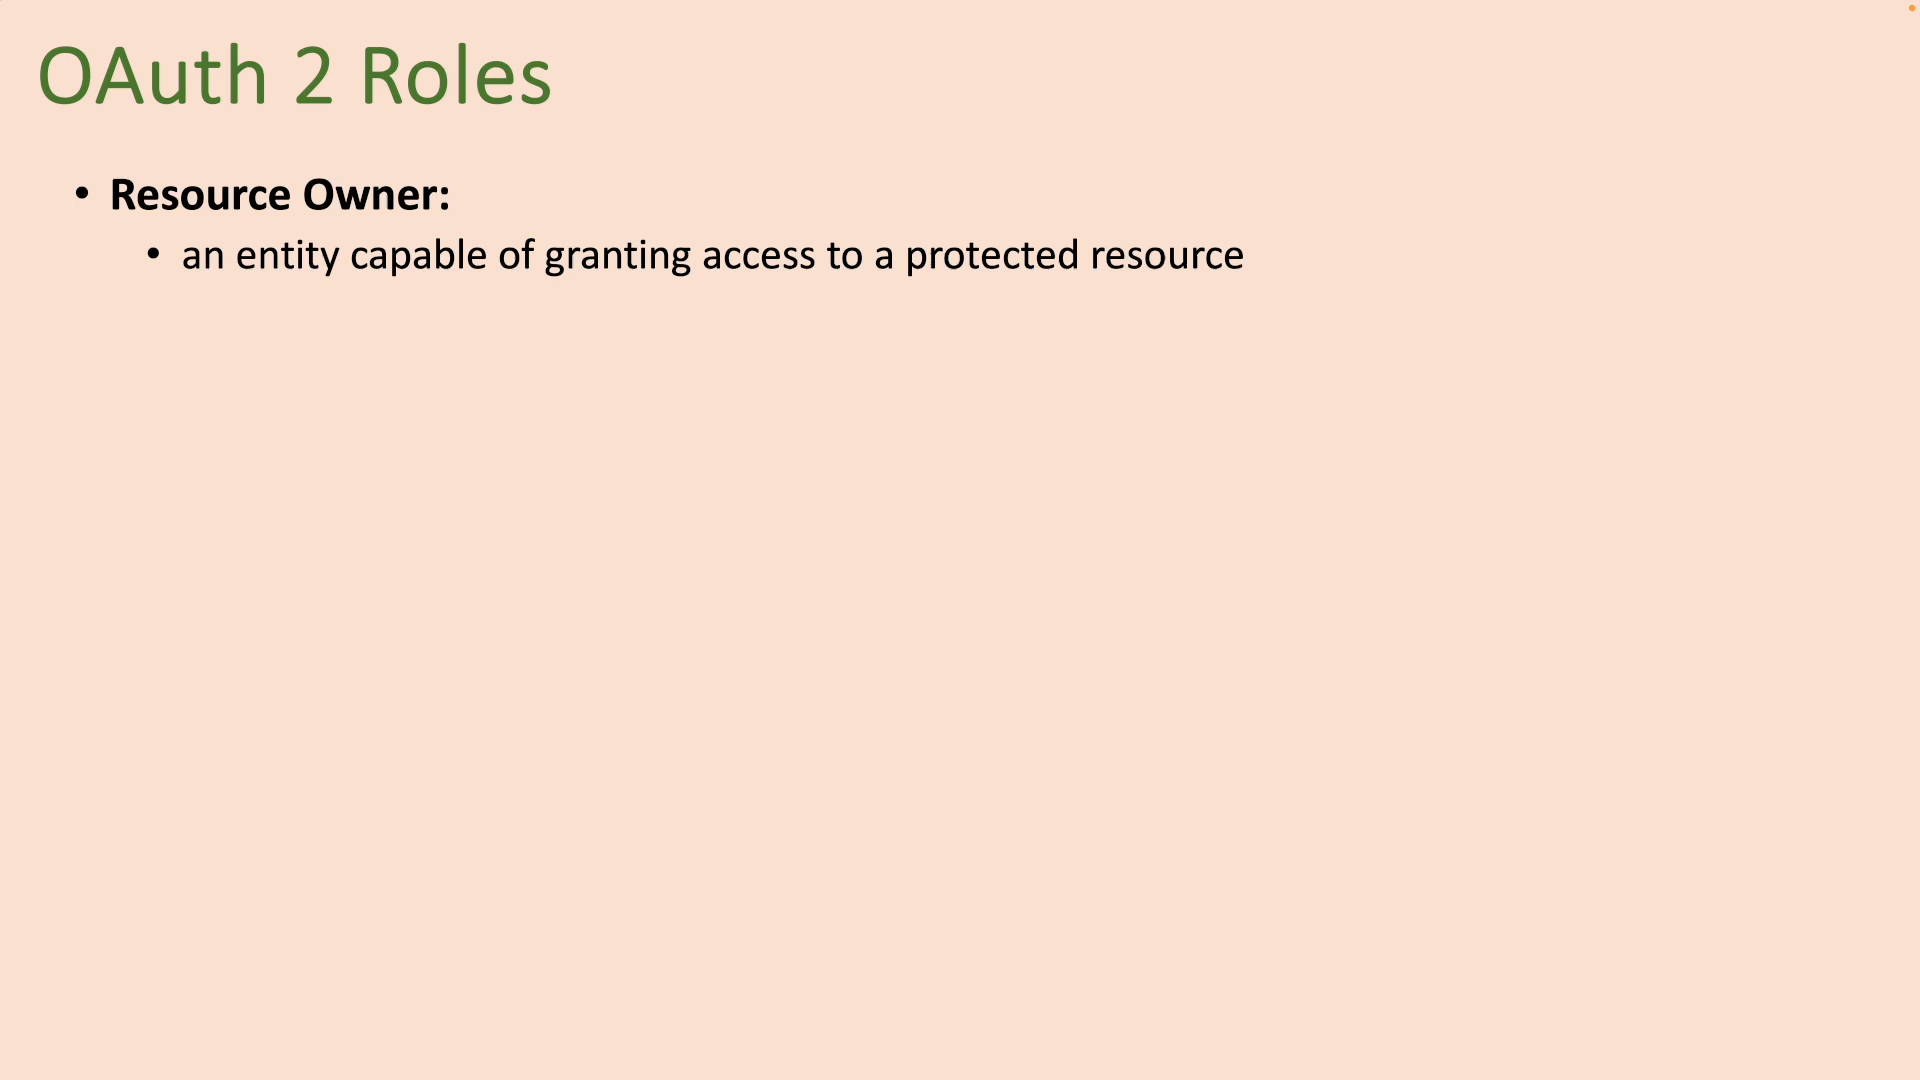 OAuth 2 Roles
• Resource Owner:
• an entity capable of granting access to a protected resource